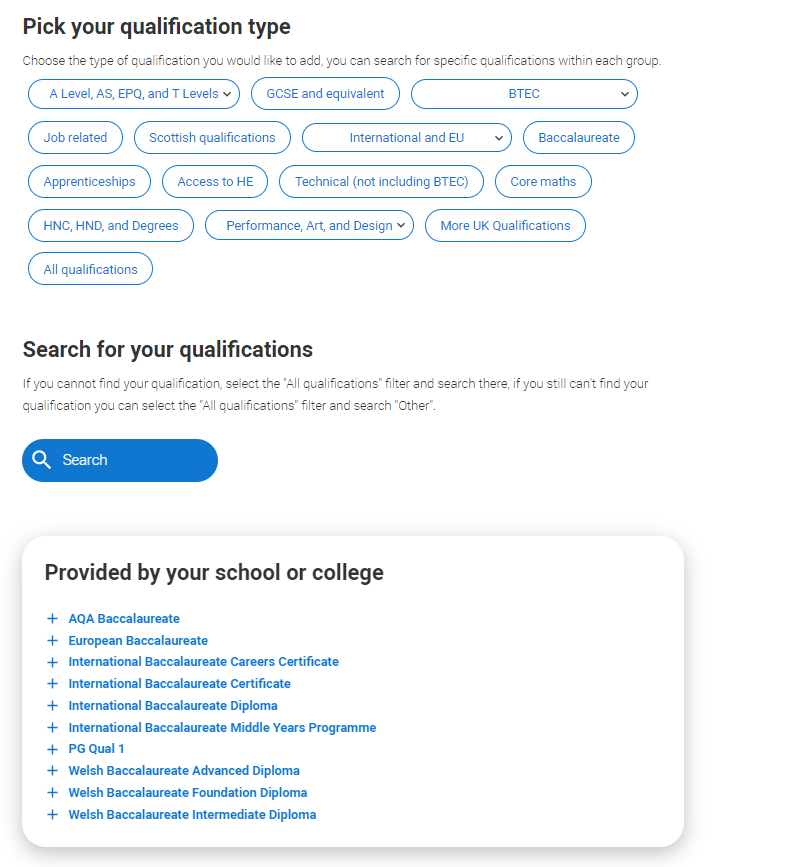 Pick your qualification type
Choose the type of qualification you would like to add, you can search for specific qualifications within each group.
A Level, AS, EPQ, and T Levels GCSE and equivalent BTEC
Job related Scottish qualifications International and EU Baccalaureate
Apprenticeships Access to HE Technical (not including BTEC) Core maths
HNC, HND, and Degrees Performance, Art, and Design More UK Qualifications
All qualifications
Search for your qualifications
If you cannot find your qualification, select the "All qualifications" filter and search there, if you still can't find your
qualification you can select the "All qualifications" filter and search "Other".
Search
Provided by your school or college
+ AQA Baccalaureate
+ European Baccalaureate
+ International Baccalaureate Careers Certificate
+ International Baccalaureate Certificate
+ International Baccalaureate Diploma
+ International Baccalaureate Middle Years Programme
+ PG Qual 1
+ Welsh Baccalaureate Advanced Diploma
+ Welsh Baccalaureate Foundation Diploma
+ Welsh Baccalaureate Intermediate Diploma